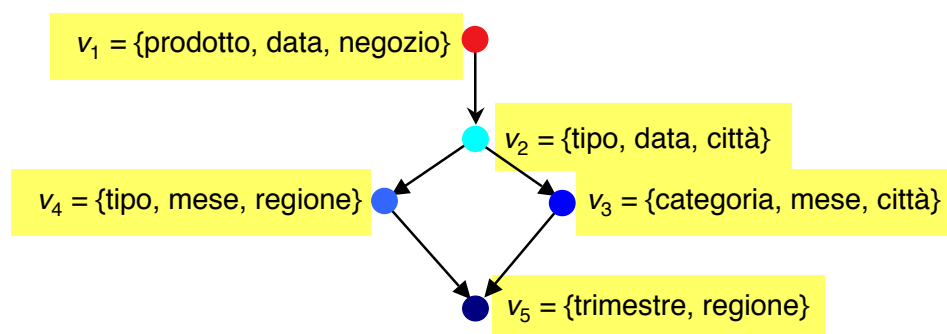 v1 = {prodotto, data, negozio}
v2 = {tipo, data, città}
v4 = {tipo, mese, regione}
v3 = {categoria, mese, città}
v5 = {trimestre, regione}